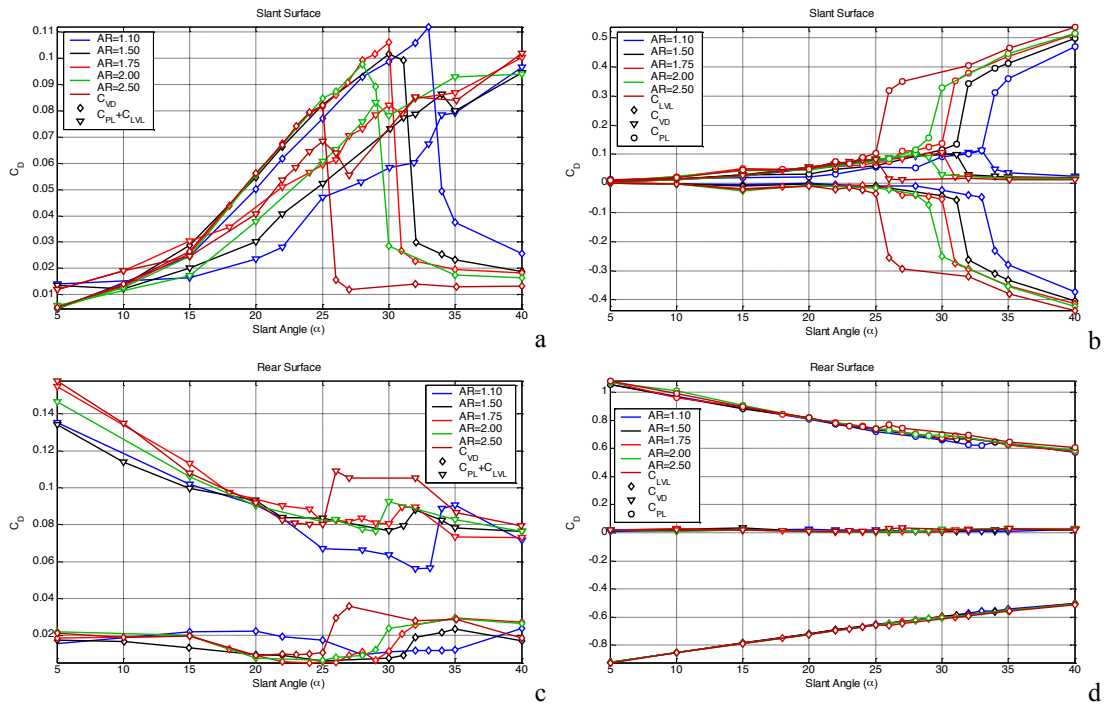 Slant Surface
0.11
0.1
0.09
0.08
0.07
0.06
0.05
0.04
0.03
0.02
0.01
C_D
AR=1.10
AR=1.50
AR=1.75
AR=2.00
AR=2.50
C_VD
C_PL+C_LVL
5 10 15 20 25 30 35 40
Slant Angle (α)
a
Slant Surface
0.5
0.4
0.3
0.2
0.1
0
-0.1
-0.2
-0.3
-0.4
C_D
AR=1.10
AR=1.50
AR=1.75
AR=2.00
AR=2.50
C_LVL
C_VD
C_PL
5 10 15 20 25 30 35 40
Slant Angle (α)
b
Rear Surface
0.14
0.12
0.1
0.08
0.06
0.04
0.02
C_D
AR=1.10
AR=1.50
AR=1.75
AR=2.00
AR=2.50
C_VD
C_PL+C_LVL
5 10 15 20 25 30 35 40
Slant Angle (α)
c
Rear Surface
1
0.8
0.6
0.4
0.2
0
-0.2
-0.4
-0.6
-0.8
C_D
AR=1.10
AR=1.50
AR=1.75
AR=2.00
AR=2.50
C_LVL
C_VD
C_PL
5 10 15 20 25 30 35 40
Slant Angle (α)
d